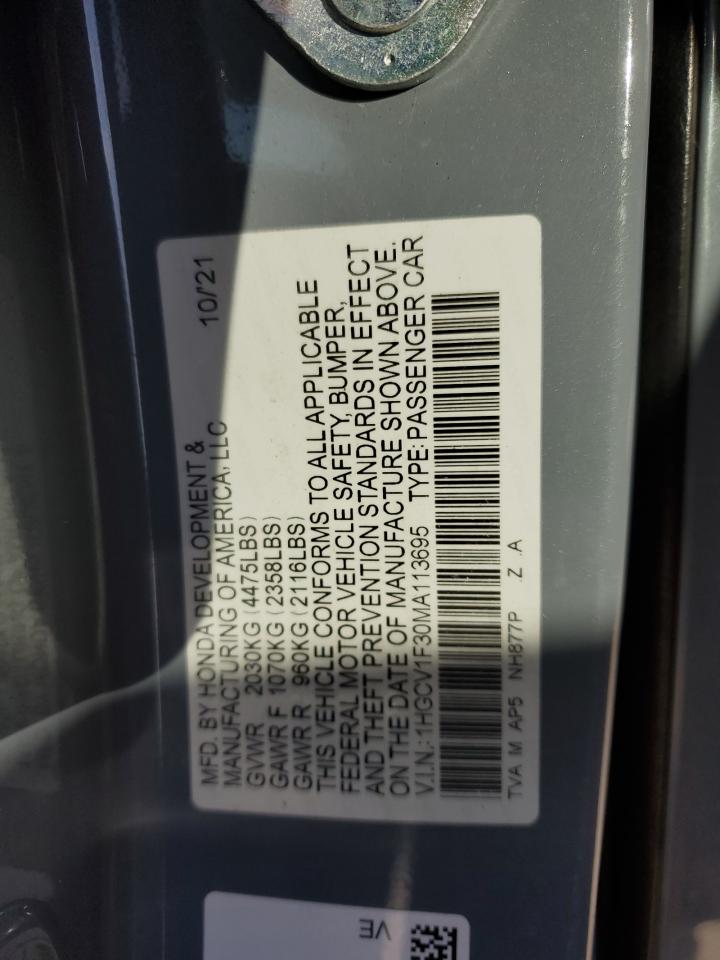 MFD. BY HONDA DEVELOPMENT & 10/'21
MANUFACTURING OF AMERICA, LLC
GVWR 2030KG (4475LBS)
GAWR F 1070KG (2358LBS)
GAWR R 960KG (2116LBS)
THIS VEHICLE CONFORMS TO ALL APPLICABLE
FEDERAL MOTOR VEHICLE SAFETY, BUMPER,
AND THEFT PREVENTION STANDARDS IN EFFECT
ON THE DATE OF MANUFACTURE SHOWN ABOVE.
V.I.N.: 1HGCV1F30MA113695 TYPE: PASSENGER CAR
TVA M AP5 NH877P .Z .A
VE